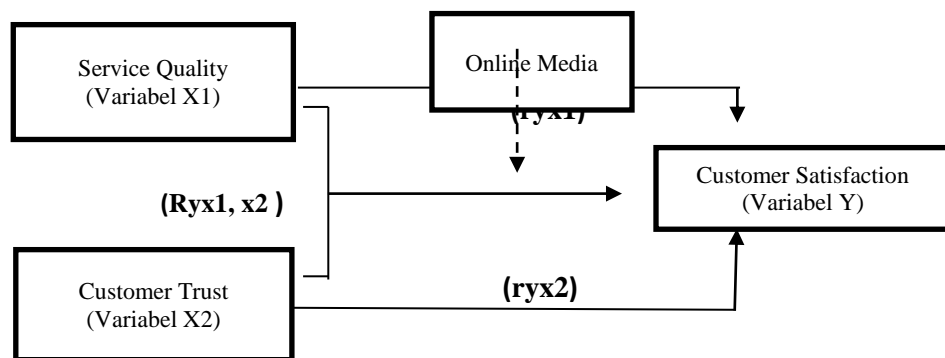 Service Quality
(Variabel X1)
Online Media
(ryx1)
Customer Satisfaction
(Variabel Y)
(Ryx1, x2 )
Customer Trust
(Variabel X2)
(ryx2)